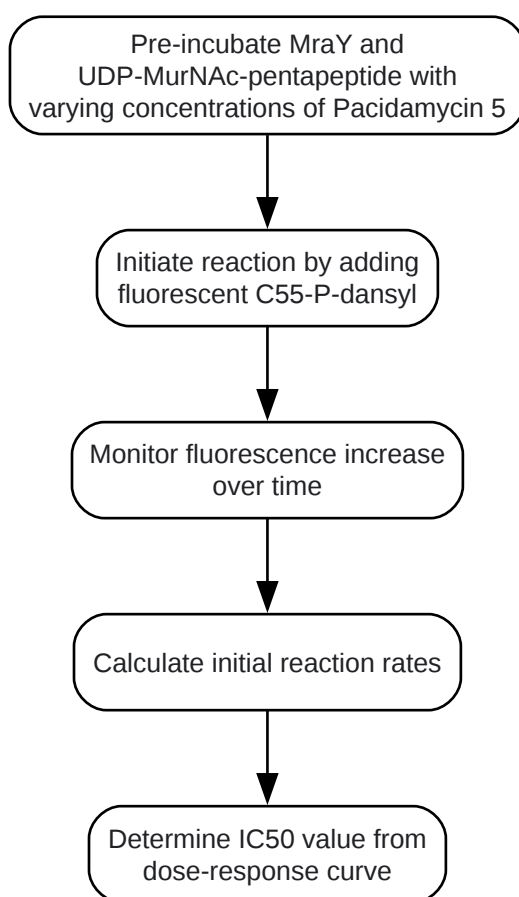 Pre-incubate MraY and
UDP-MurNAc-pentapeptide with
varying concentrations of Pacidamycin 5
Initiate reaction by adding
fluorescent C55-P-dansyl
Monitor fluorescence increase
over time
Calculate initial reaction rates
Determine IC50 value from
dose-response curve